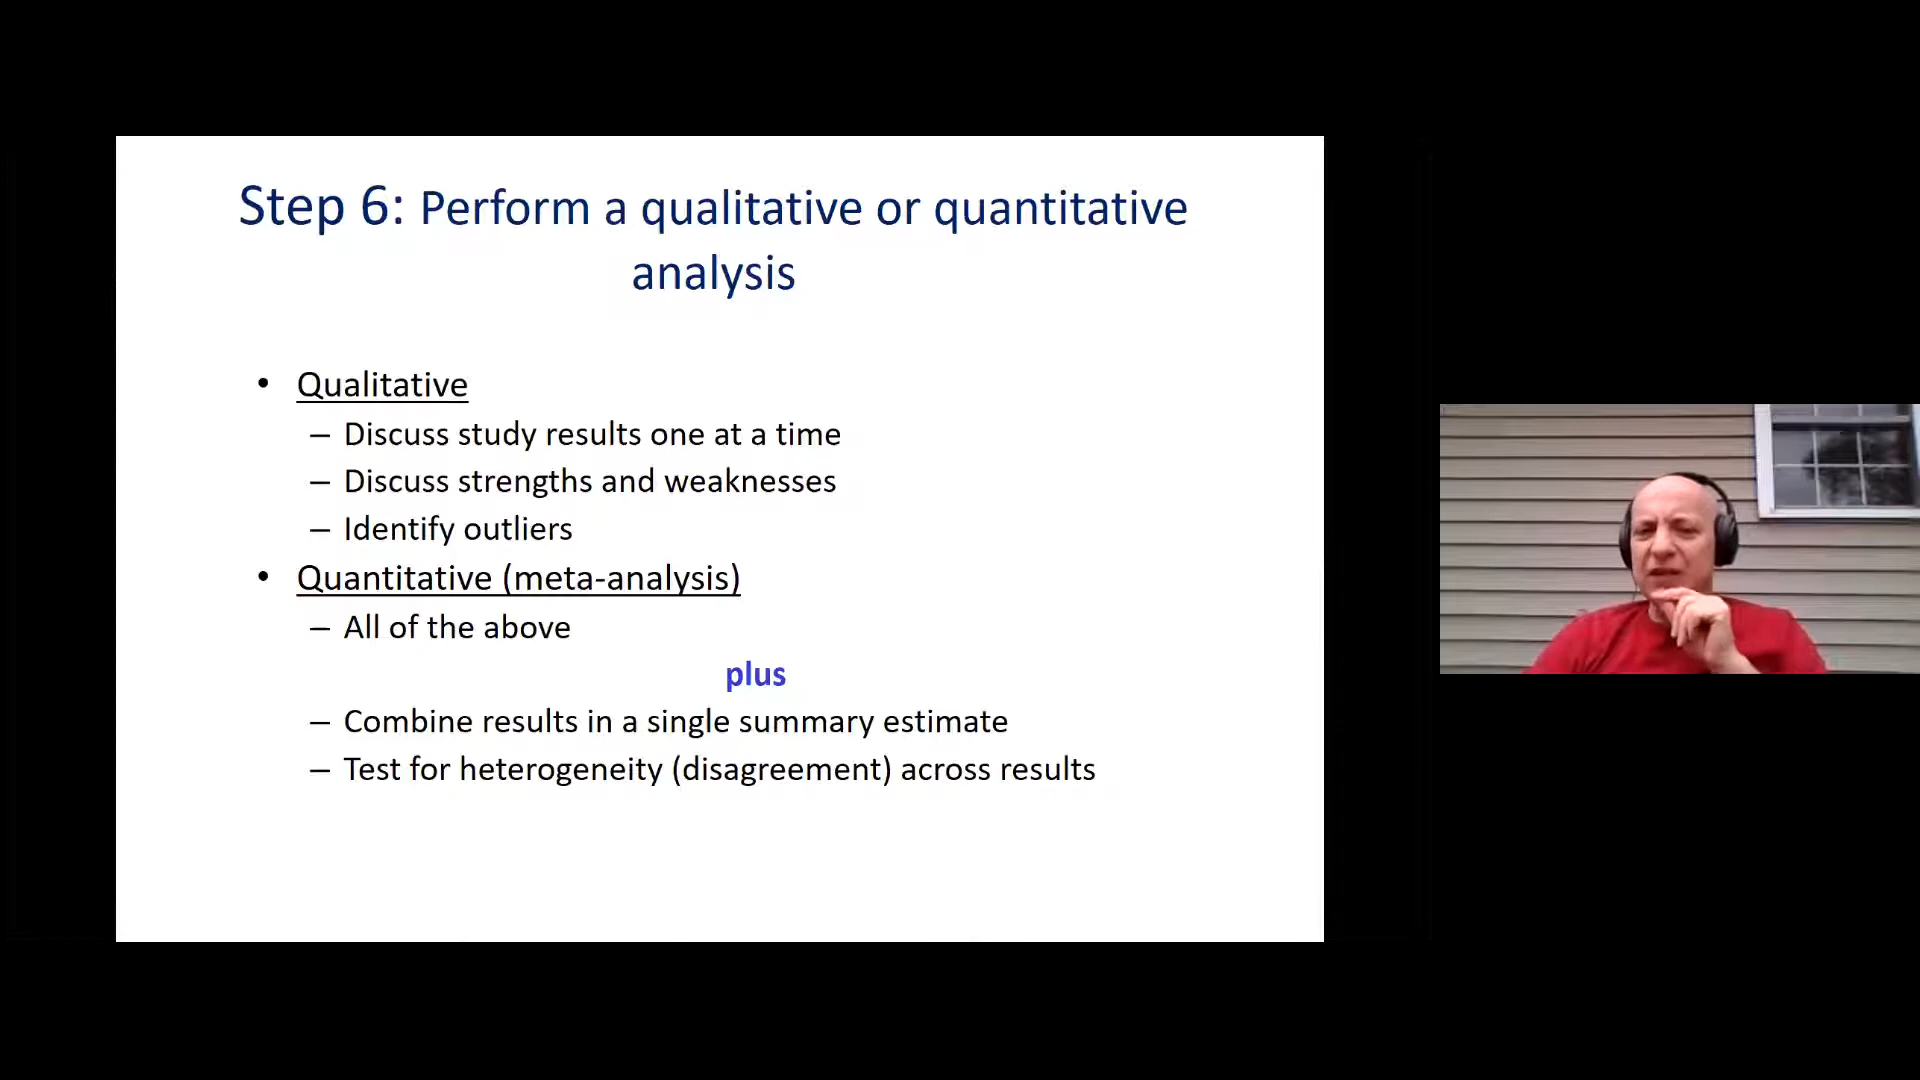 Step 6: Perform a qualitative or quantitative
analysis
• Qualitative
– Discuss study results one at a time
– Discuss strengths and weaknesses
– Identify outliers
• Quantitative (meta-analysis)
– All of the above
plus
– Combine results in a single summary estimate
– Test for heterogeneity (disagreement) across results